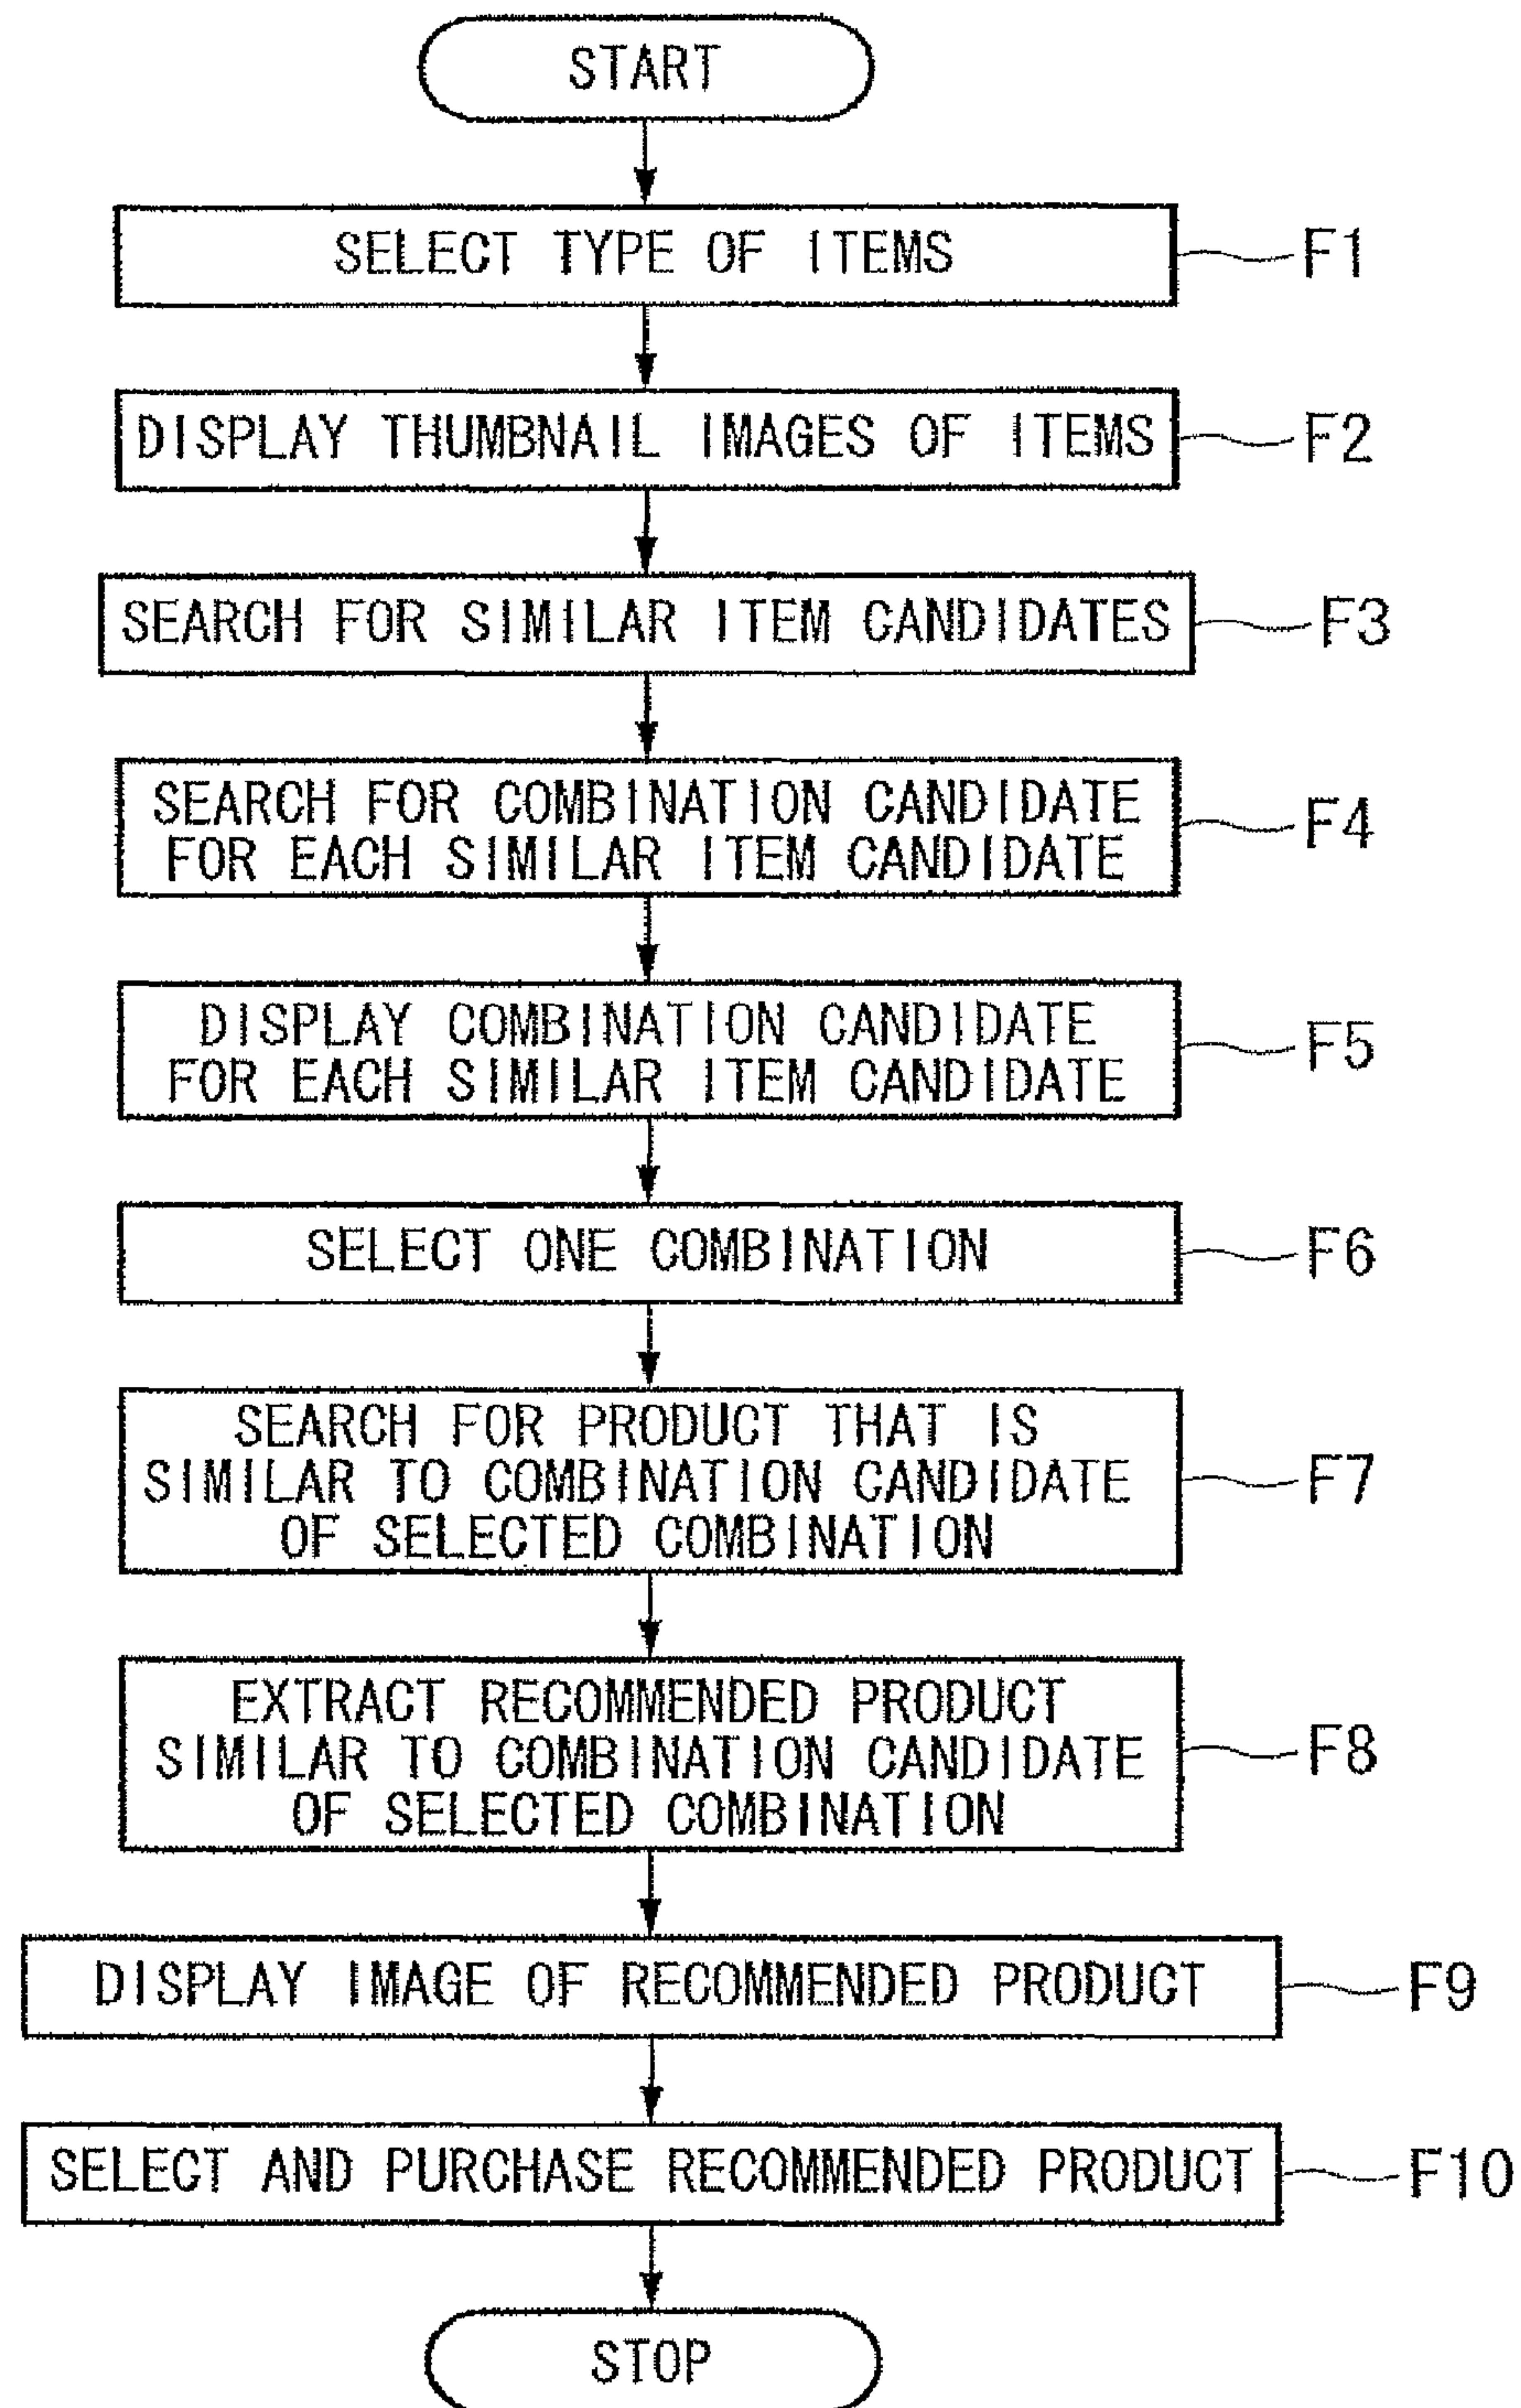 START
SELECT TYPE OF ITEMS
F1
DISPLAY THUMBNAIL IMAGES OF ITEMS
F2
SEARCH FOR SIMILAR ITEM CANDIDATES
F3
SEARCH FOR COMBINATION CANDIDATE
FOR EACH SIMILAR ITEM CANDIDATE
F4
DISPLAY COMBINATION CANDIDATE
FOR EACH SIMILAR ITEM CANDIDATE
F5
SELECT ONE COMBINATION
F6
SEARCH FOR PRODUCT THAT IS
SIMILAR TO COMBINATION CANDIDATE
OF SELECTED COMBINATION
F7
EXTRACT RECOMMENDED PRODUCT
SIMILAR TO COMBINATION CANDIDATE
OF SELECTED COMBINATION
F8
DISPLAY IMAGE OF RECOMMENDED PRODUCT
F9
SELECT AND PURCHASE RECOMMENDED PRODUCT
F10
STOP